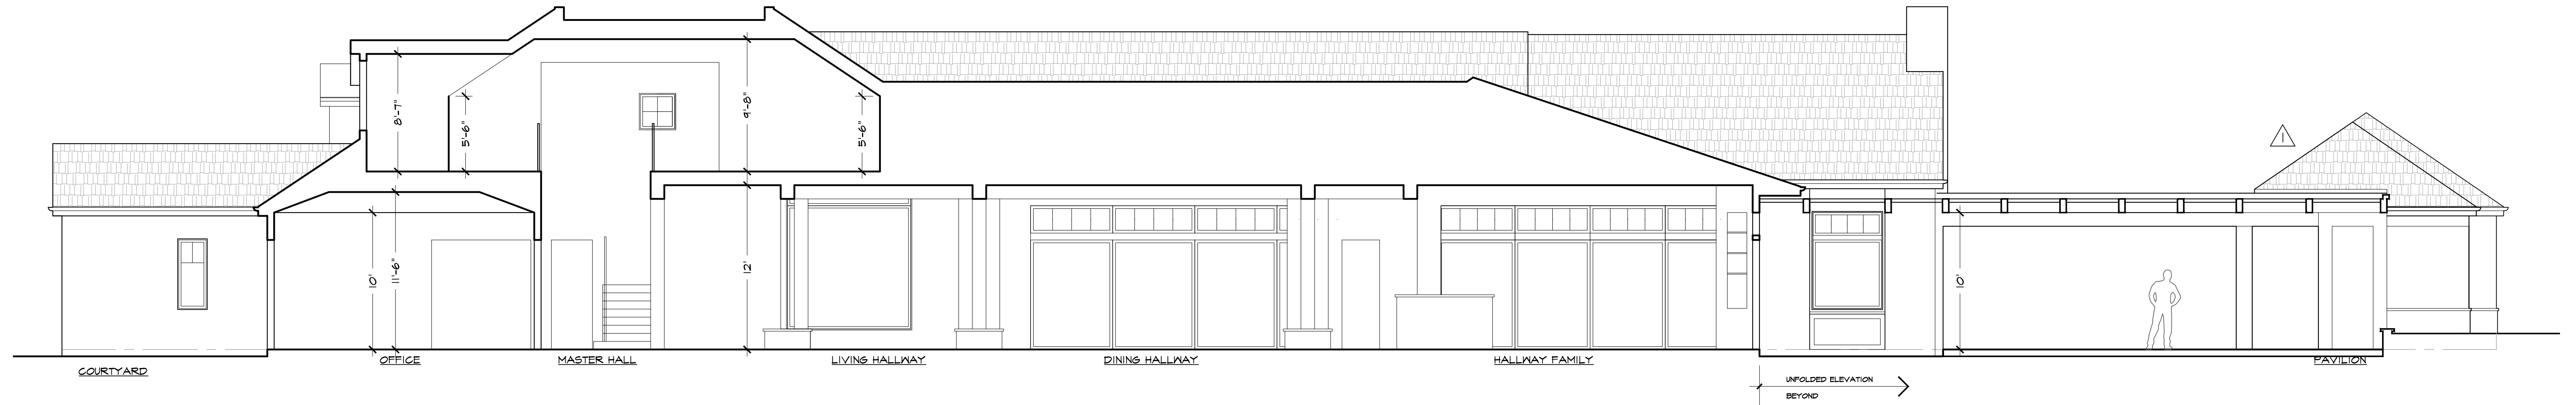 8'-7"
5'-6"
9'-8"
5'-6"
10'
11'-6"
12'
10'
1
COURTYARD
OFFICE
MASTER HALL
LIVING HALLWAY
DINING HALLWAY
HALLWAY FAMILY
PAVILION
UNFOLDED ELEVATION
BEYOND